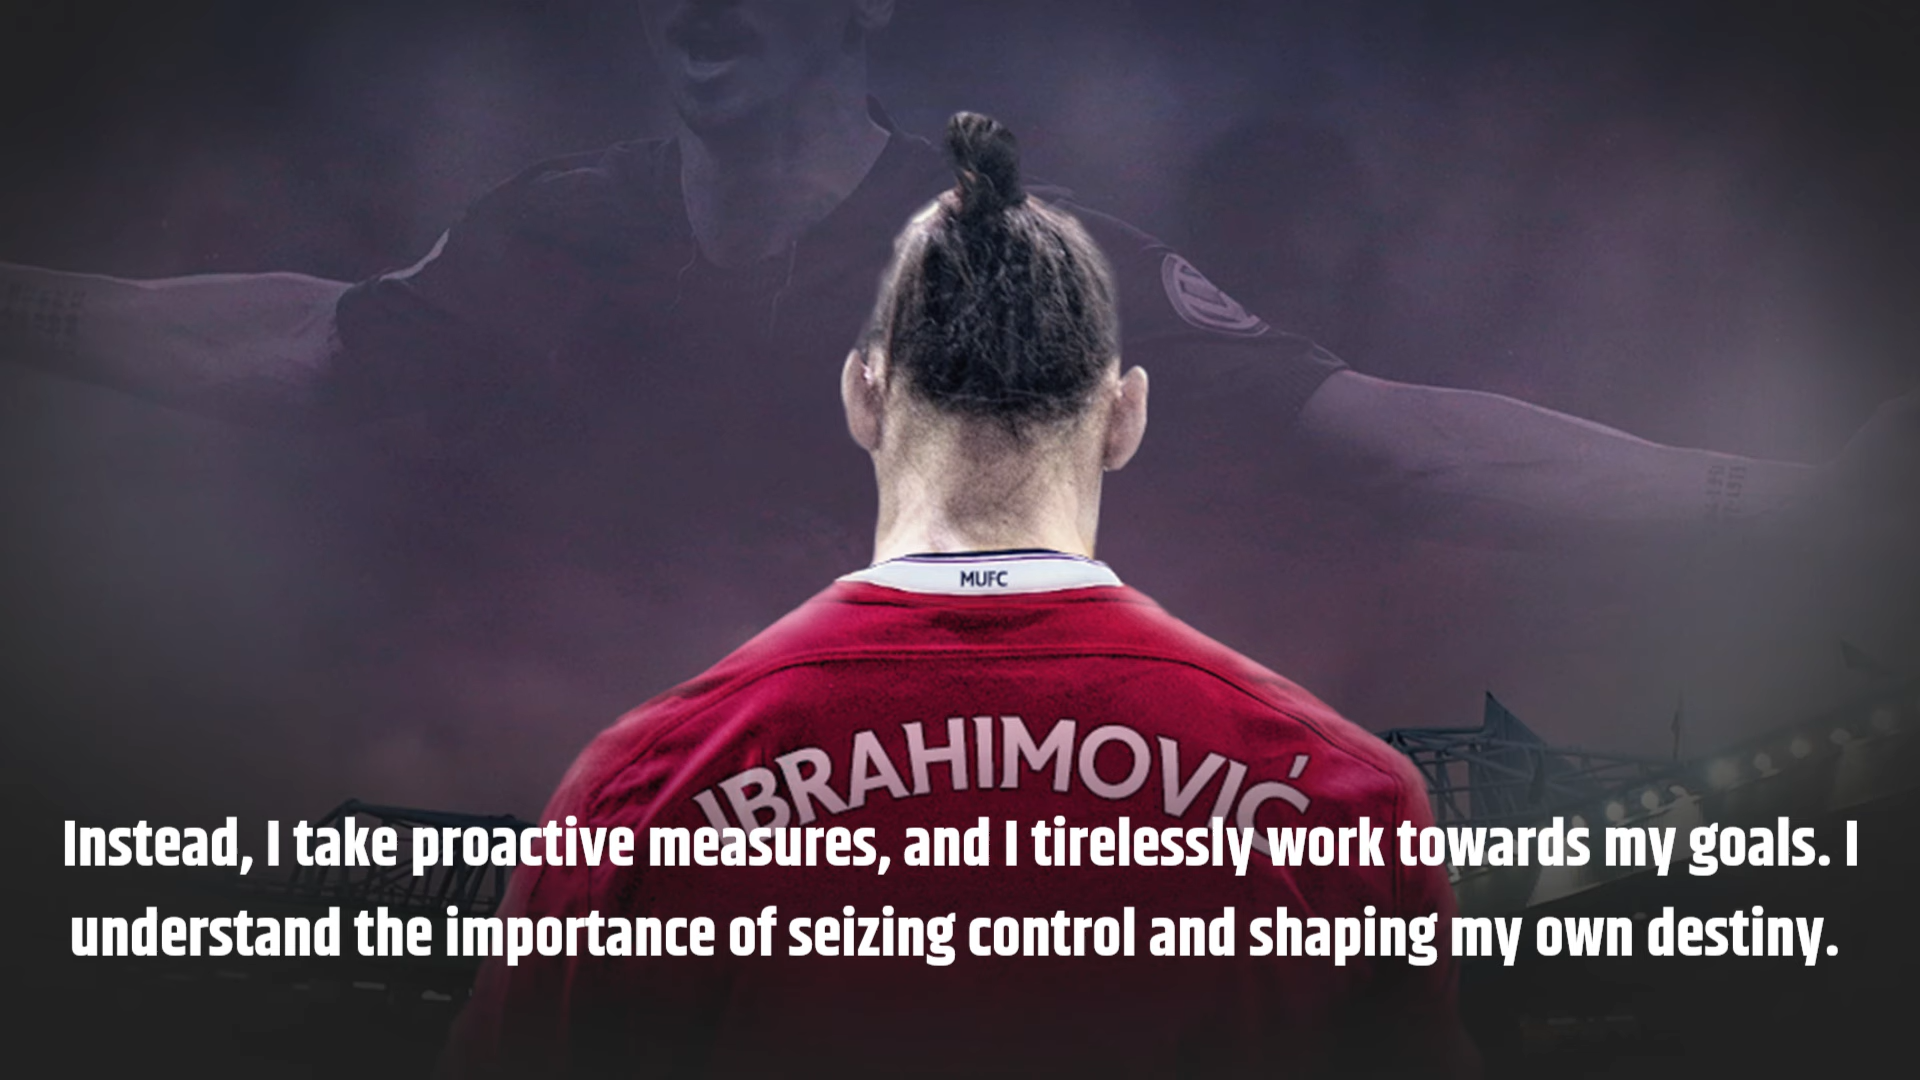 MUFC
IBRAHIMOVIĆ
Instead, I take proactive measures, and I tirelessly work towards my goals. I
understand the importance of seizing control and shaping my own destiny.